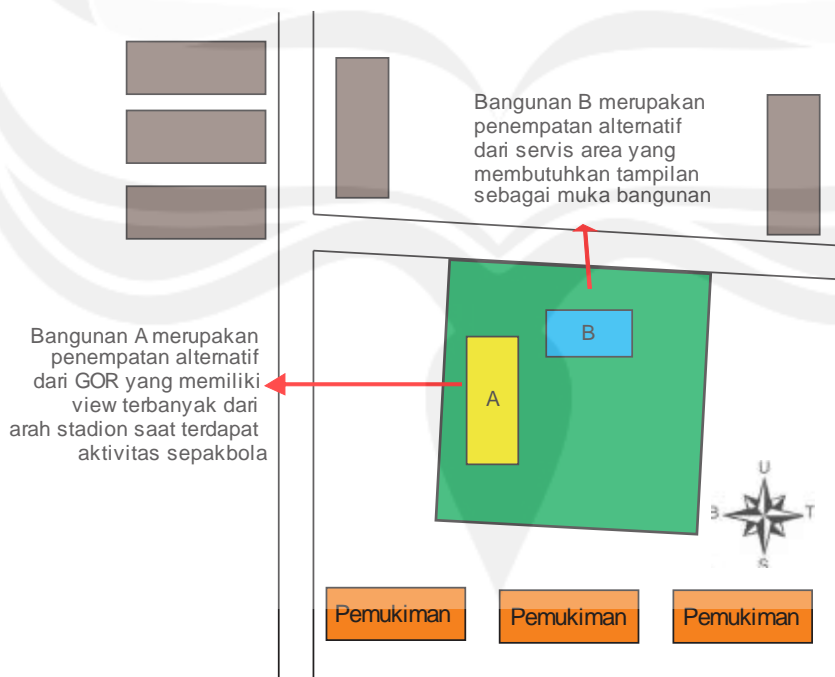 Bangunan B merupakan
penempatan alternatif
dari servis area yang
membutuhkan tampilan
sebagai muka bangunan
B
Bangunan A merupakan
penempatan alternatif
dari GOR yang memiliki
view terbanyak dari
arah stadion saat terdapat
aktivitas sepakbola
A
U
B
T
S
Pemukiman
Pemukiman
Pemukiman